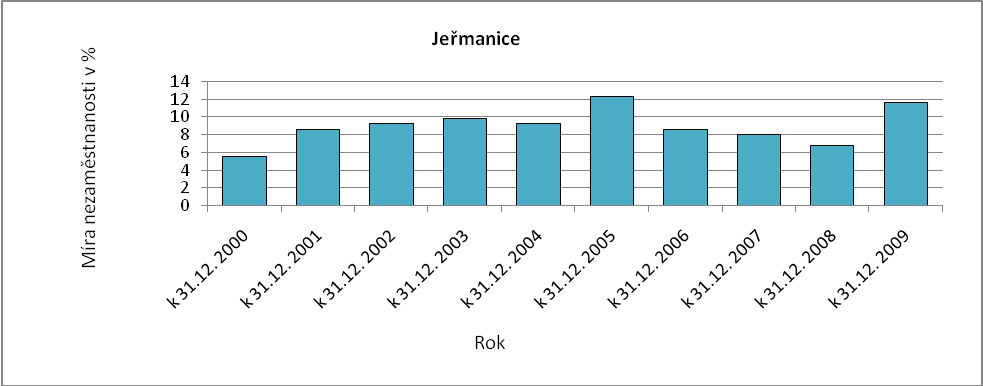 Jeřmanice
Míra nezaměstnanosti v %
14
12
10
8
6
4
2
0
k 31.12. 2000
k 31.12. 2001
k 31.12. 2002
k 31.12. 2003
k 31.12. 2004
k 31.12. 2005
k 31.12. 2006
k 31.12. 2007
k 31.12. 2008
k 31.12. 2009
Rok